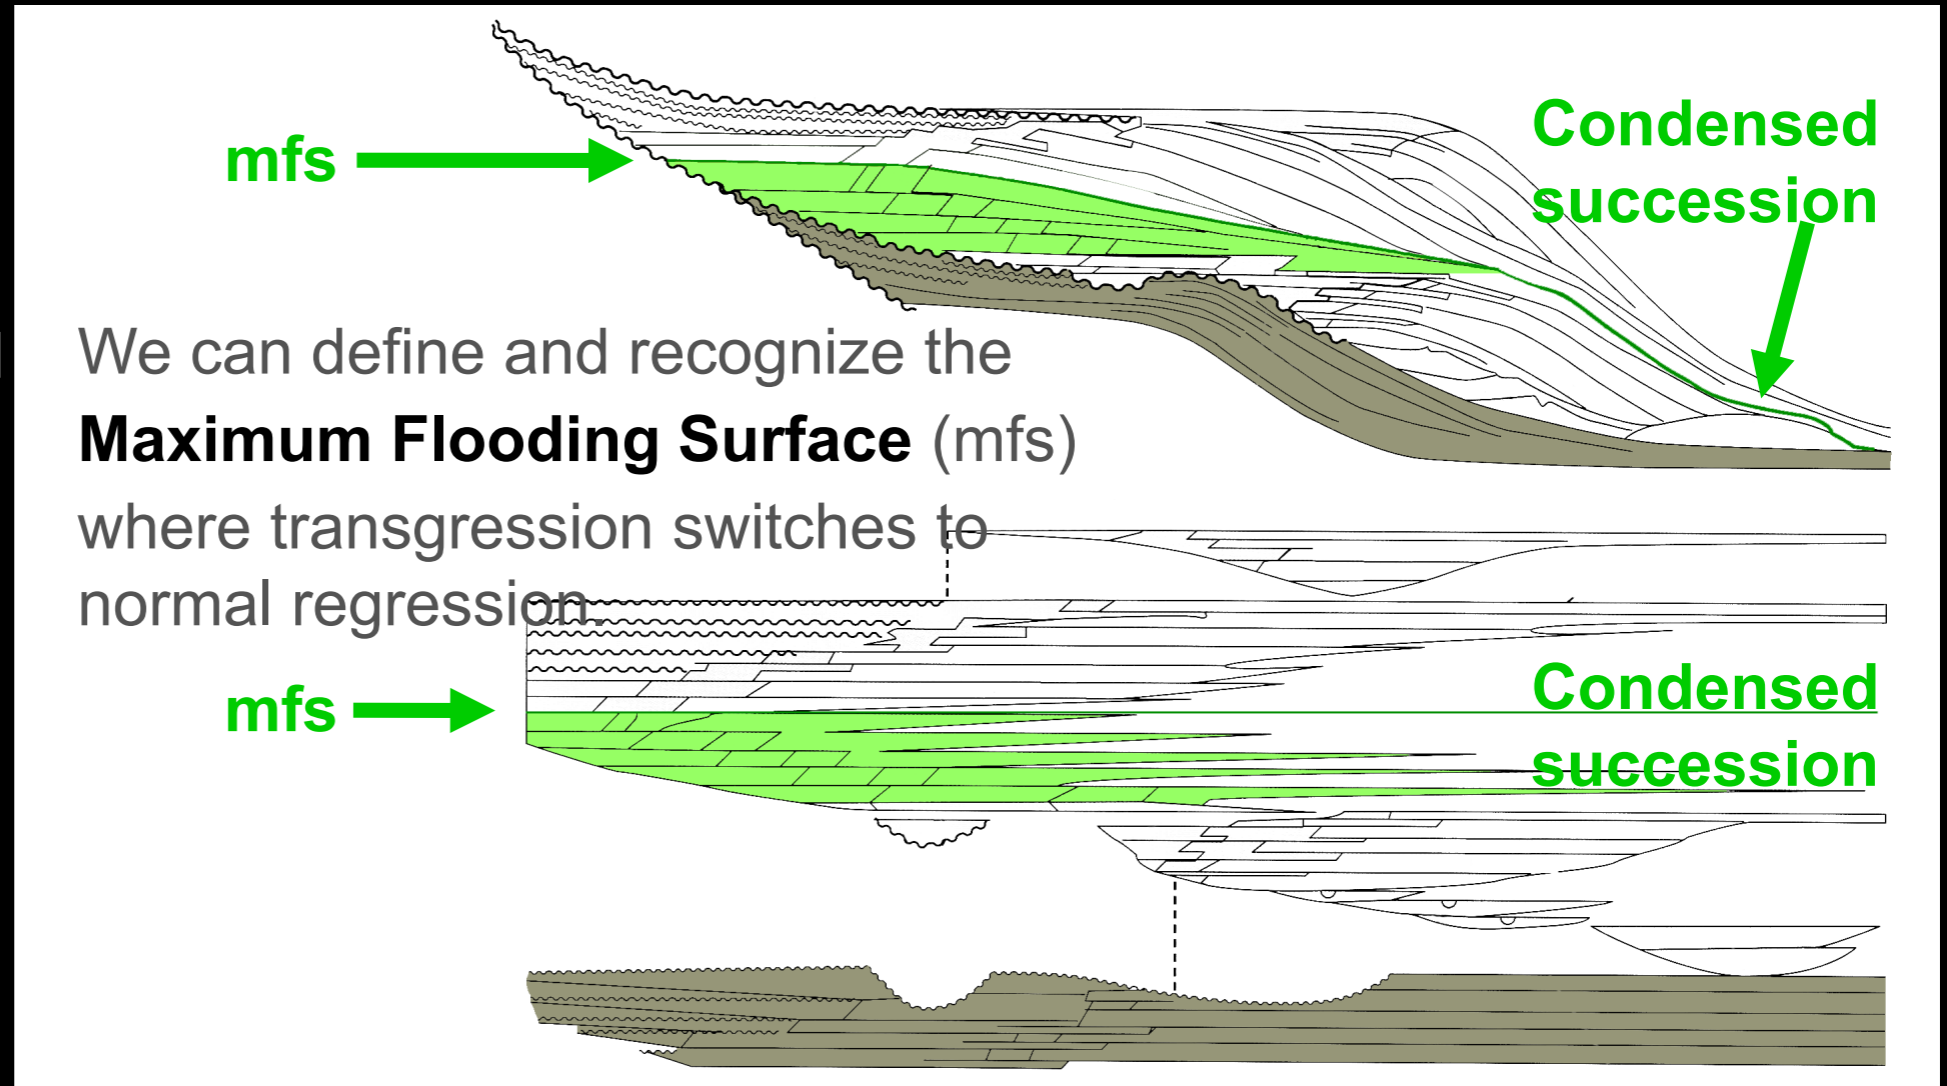 mfs
Condensed
succession
We can define and recognize the
Maximum Flooding Surface (mfs)
where transgression switches to
normal regression.
mfs
Condensed
succession